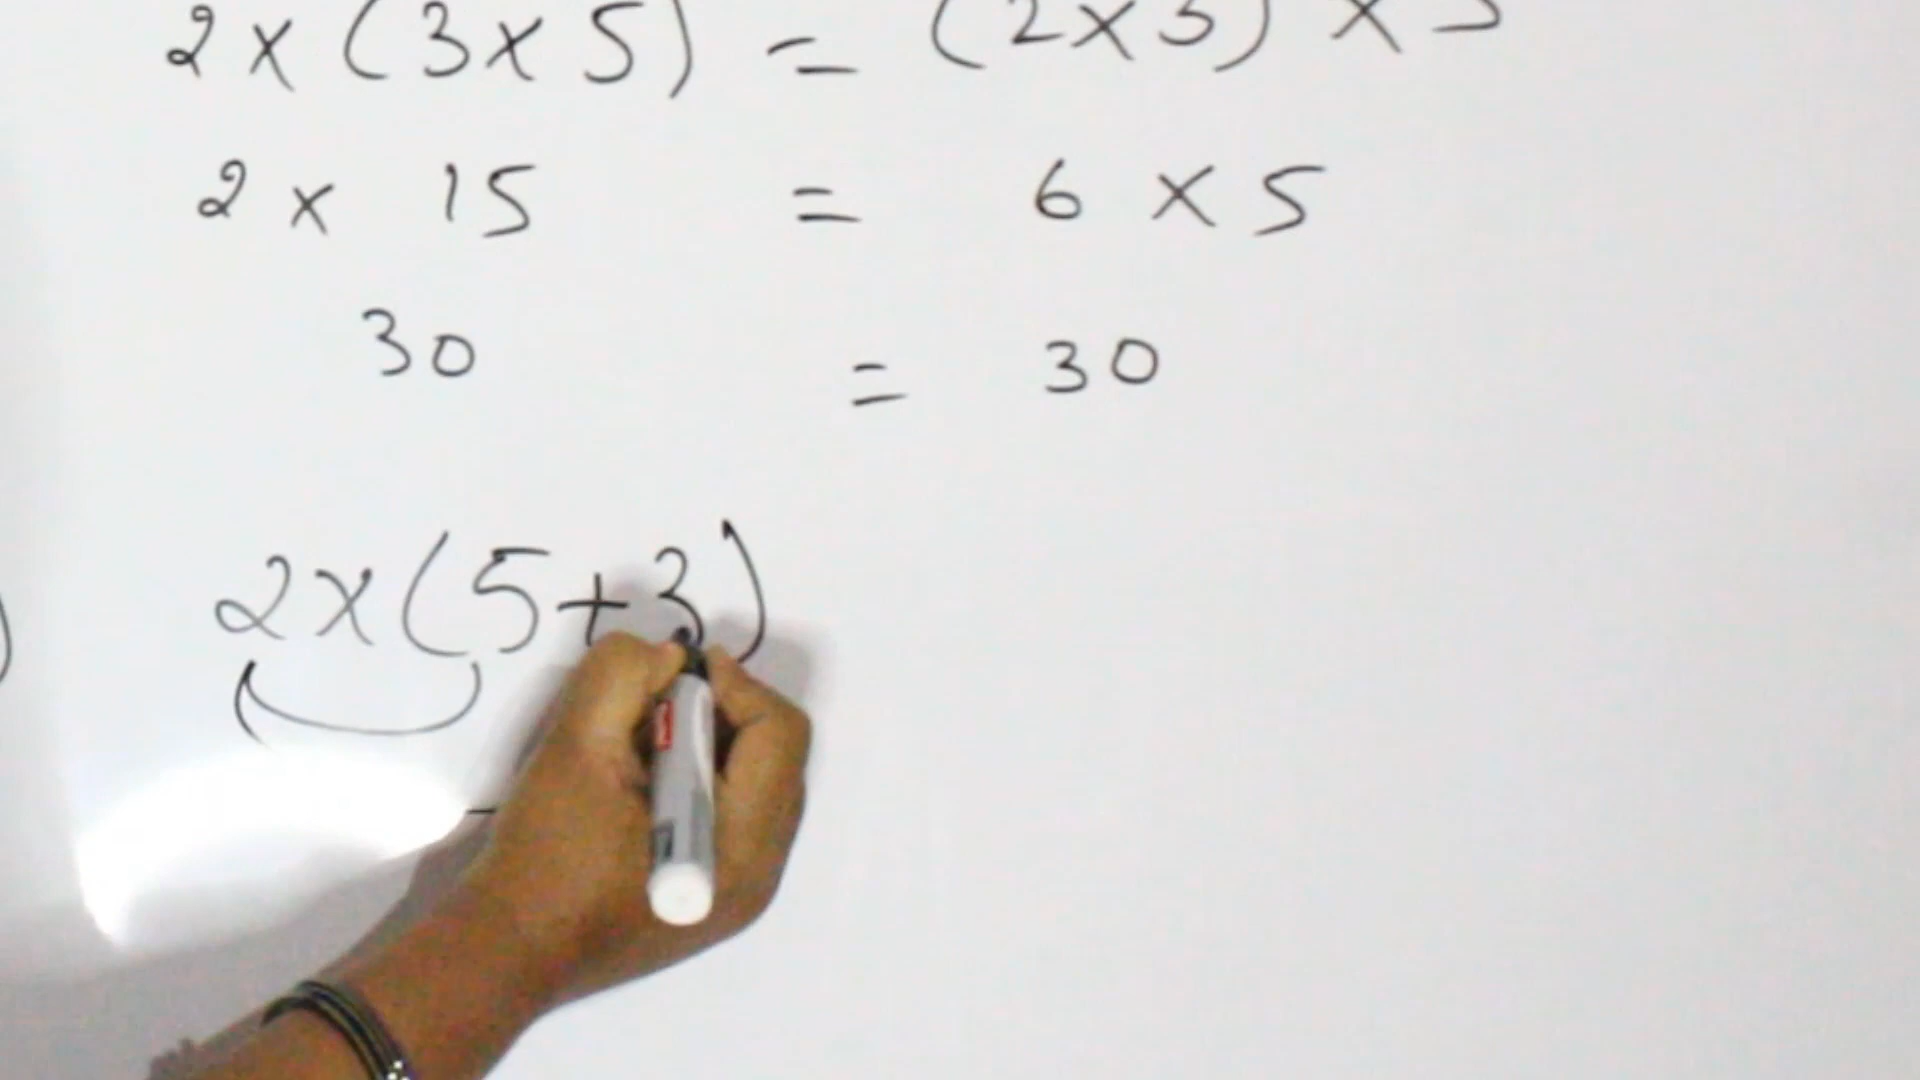 2 × (3 × 5) = (2 × 3) × 5
2 × 15 = 6 × 5
30 = 30
2 × (5 + 3)